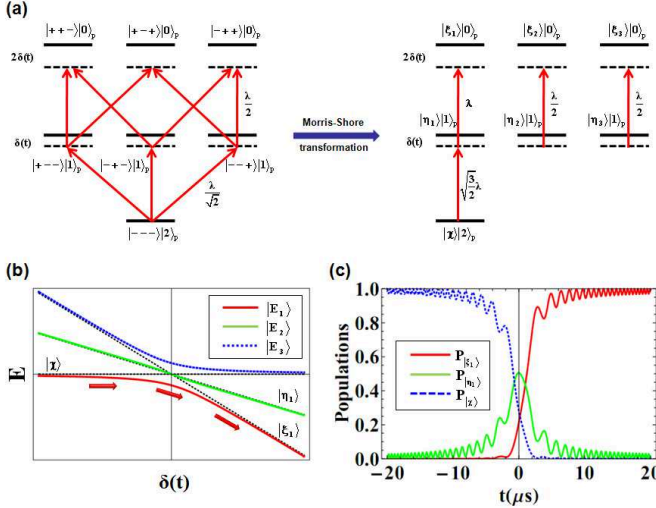 (a)
|++−⟩|0⟩p |+−+⟩|0⟩p |−++⟩|0⟩p
2δ(t)
λ/2
δ(t)
|+−−⟩|1⟩p |−+−⟩|1⟩p |−−+⟩|1⟩p
λ/√2
|−−−⟩|2⟩p
Morris-Shore
transformation
|ξ1⟩|0⟩p |ξ2⟩|0⟩p |ξ3⟩|0⟩p
2δ(t)
λ λ/2 λ/2
|η1⟩|1⟩p |η2⟩|1⟩p |η3⟩|1⟩p
δ(t)
√3/2 λ
|χ⟩|2⟩p
(b)
|E1⟩
|E2⟩
|E3⟩
|χ⟩
E
|η1⟩
|ξ1⟩
δ(t)
(c)
1.0
0.8
0.6
0.4
0.2
0.0
Populations
P|ξ1⟩
P|η1⟩
P|χ⟩
−20 −10 0 10 20
t(μs)